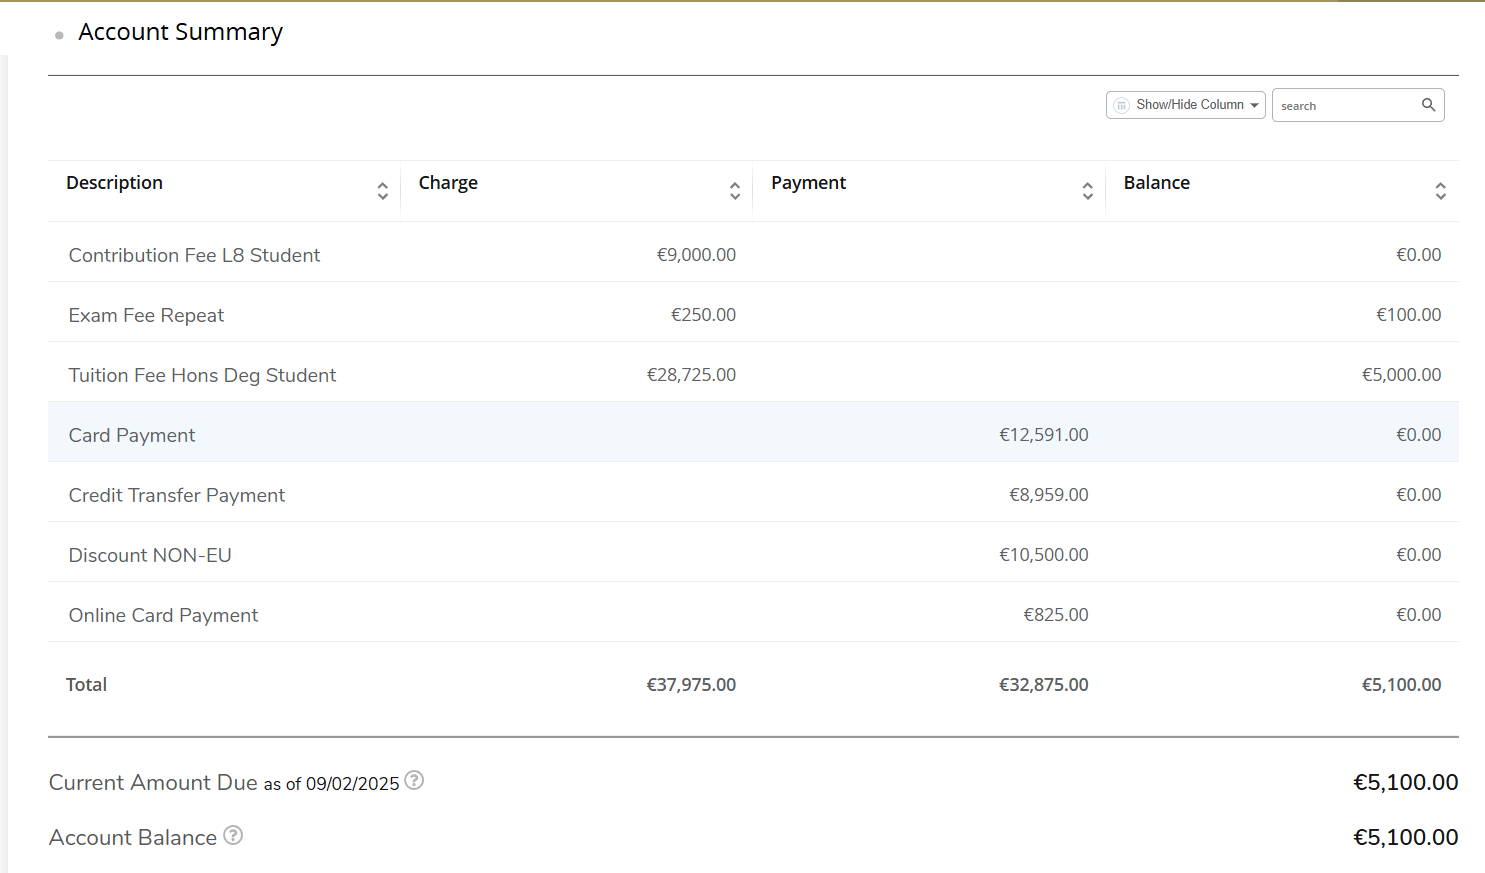 Account Summary
Show/Hide Column search
Description Charge Payment Balance
Contribution Fee L8 Student €9,000.00 €0.00
Exam Fee Repeat €250.00 €100.00
Tuition Fee Hons Deg Student €28,725.00 €5,000.00
Card Payment €12,591.00 €0.00
Credit Transfer Payment €8,959.00 €0.00
Discount NON-EU €10,500.00 €0.00
Online Card Payment €825.00 €0.00
Total €37,975.00 €32,875.00 €5,100.00
Current Amount Due as of 09/02/2025 ? €5,100.00
Account Balance ? €5,100.00